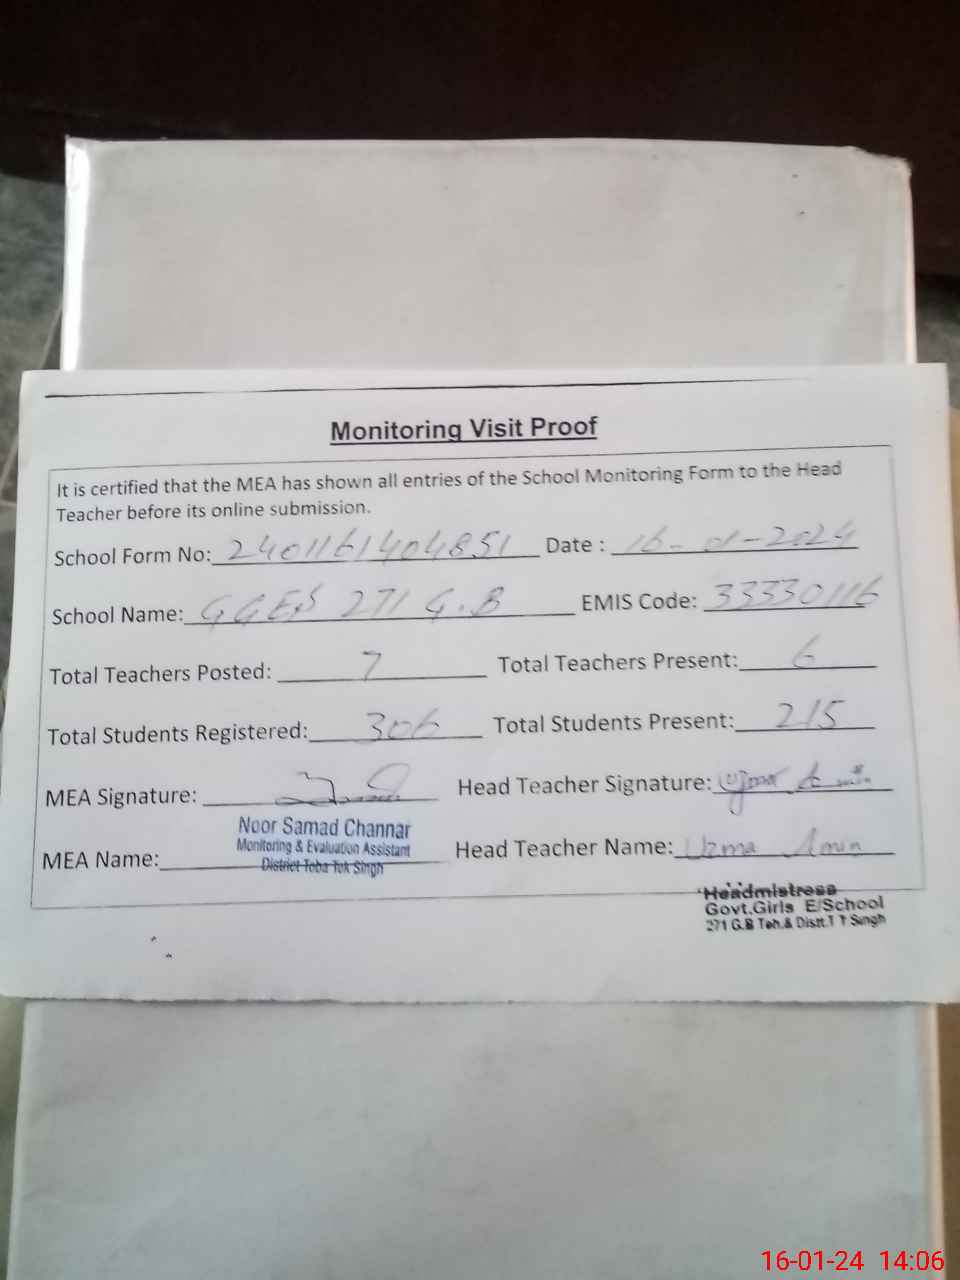 Monitoring Visit Proof
It is certified that the MEA has shown all entries of the School Monitoring Form to the Head
Teacher before its online submission.
School Form No: 2401161404851 Date : 16-01-2024
School Name: GGES 271 G.B EMIS Code: 33330116
Total Teachers Posted: 7 Total Teachers Present: 6
Total Students Registered: 306 Total Students Present: 215
MEA Signature: Head Teacher Signature: Uzma Amin
Noor Samad Channar
Monitoring & Evaluation Assistant
District Toba Tek Singh
MEA Name: Head Teacher Name: Uzma Amin
Headmistress
Govt.Girls E/School
271 G.B Teh.& Distt.T T Singh
16-01-24 14:06